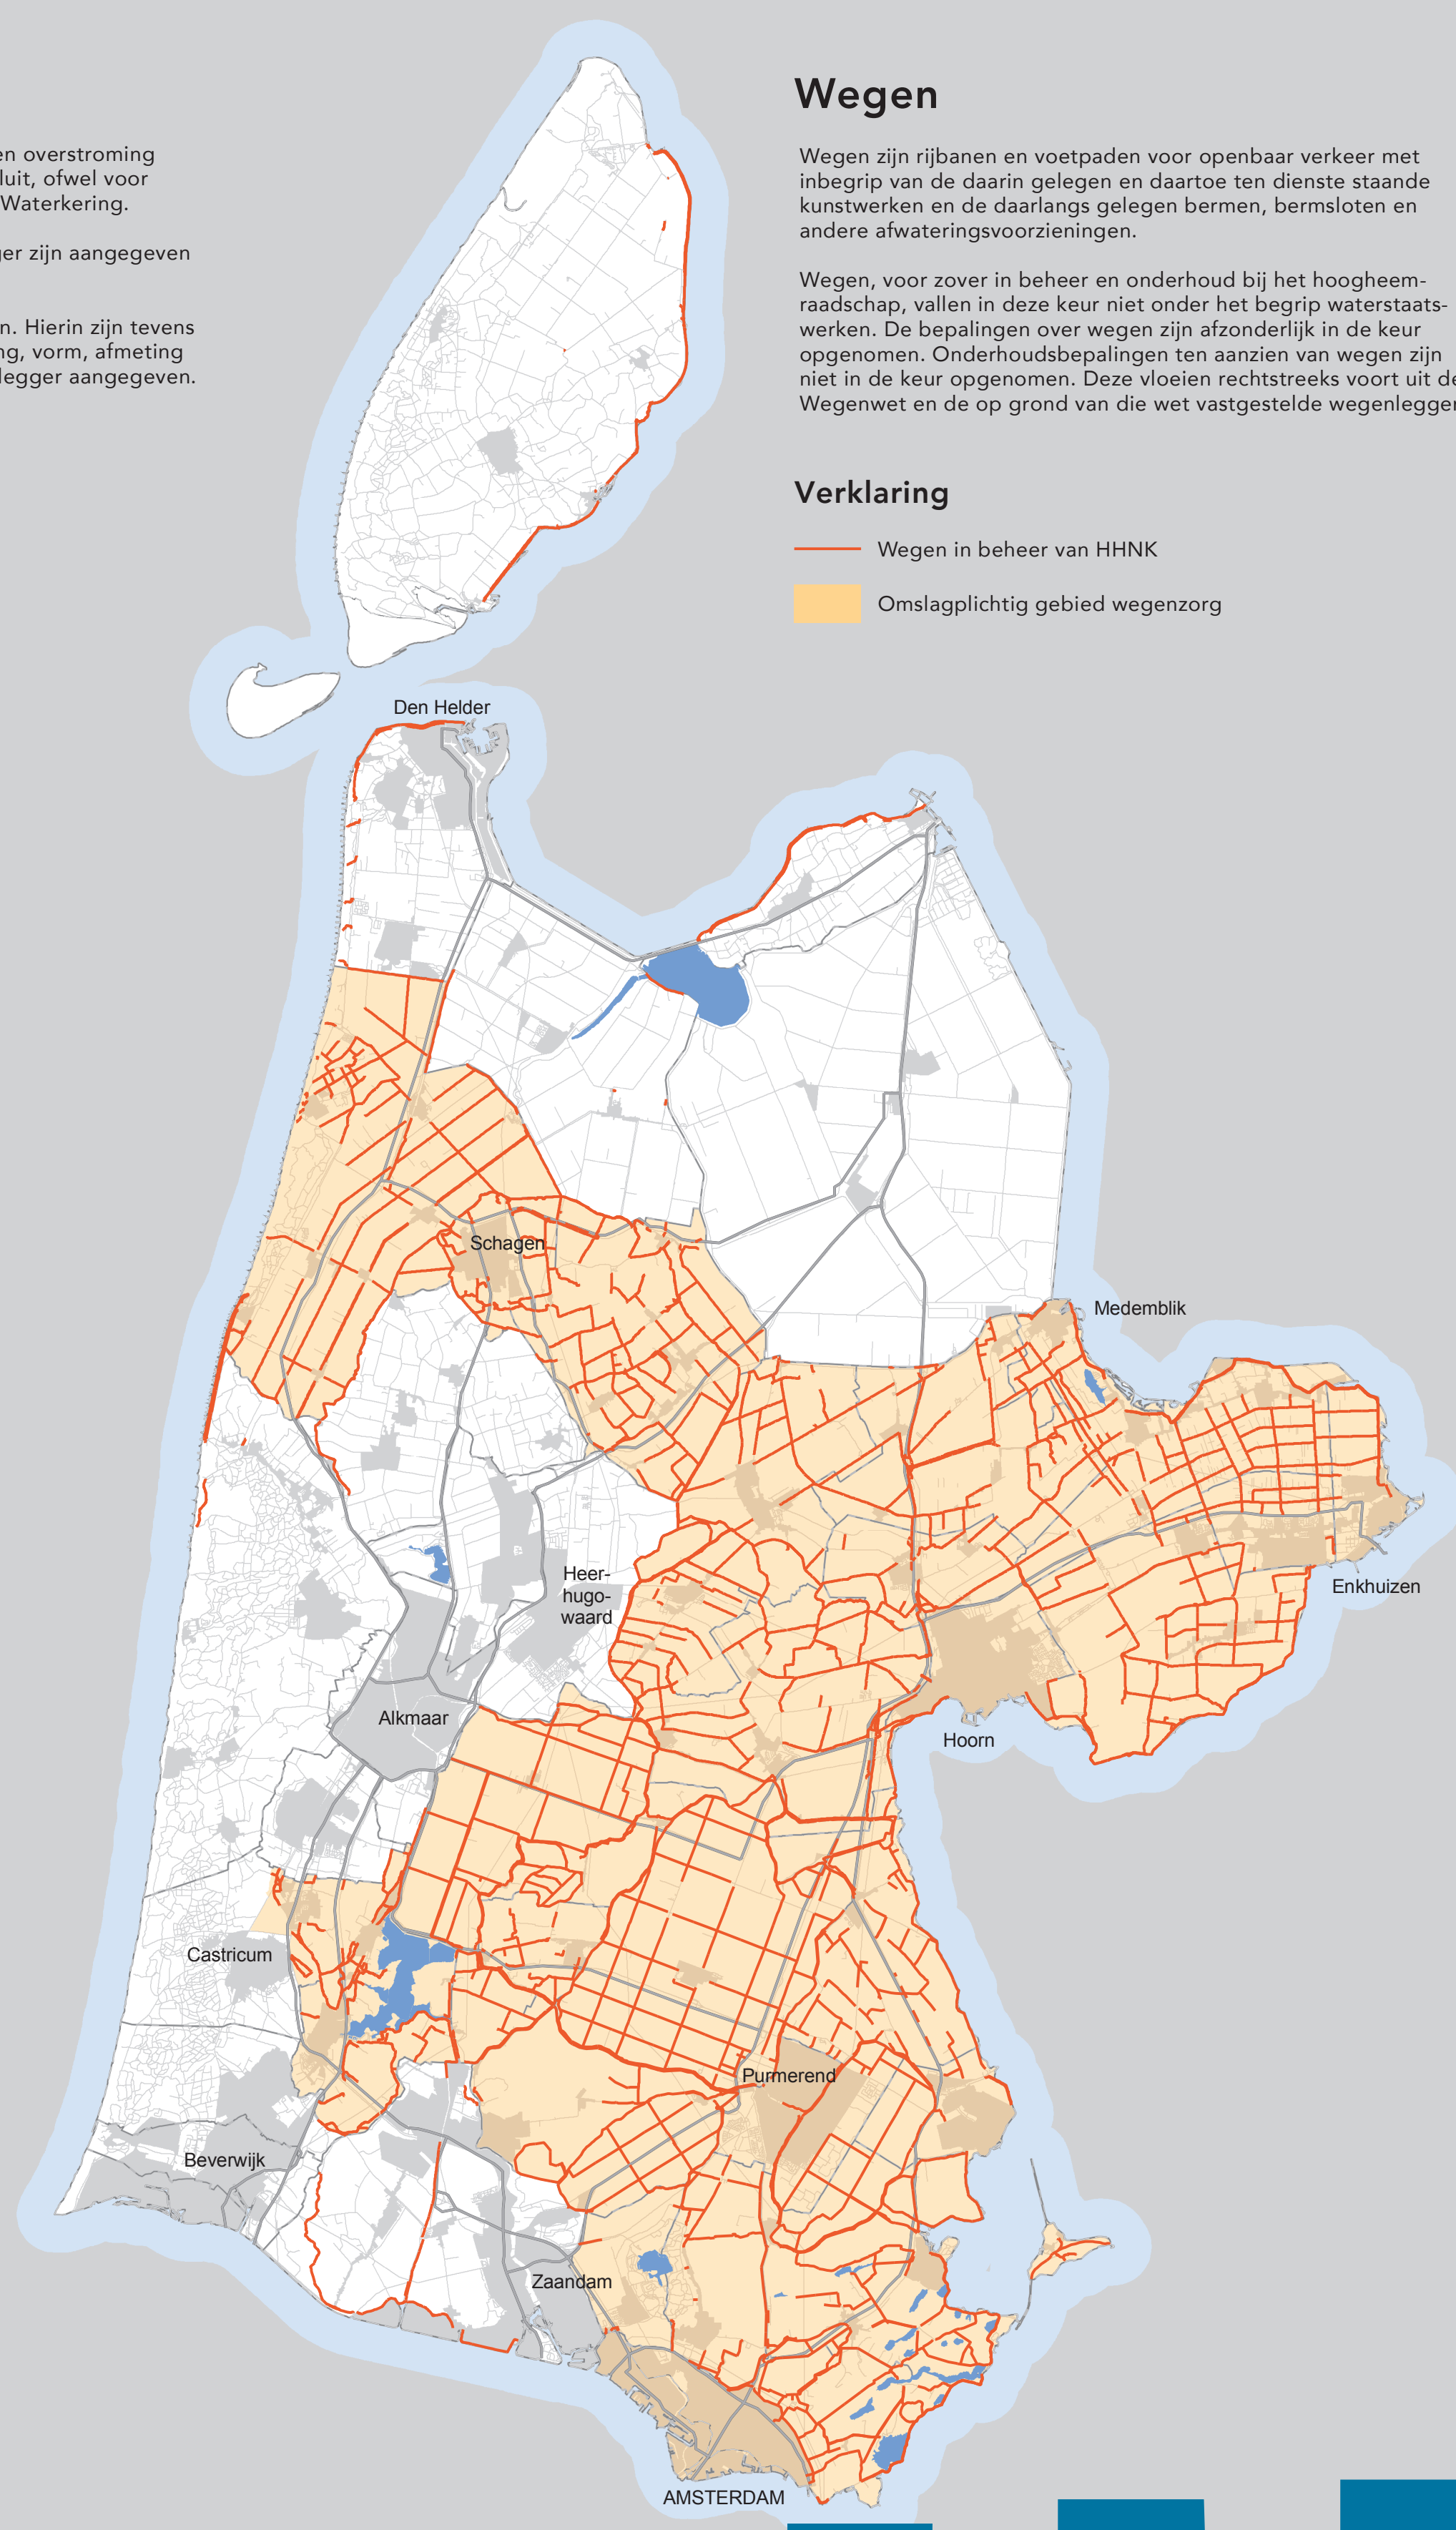 en overstroming
luit, ofwel voor
Waterkering.
er zijn aangegeven
n. Hierin zijn tevens
ng, vorm, afmeting
legger aangegeven.
Wegen
Wegen zijn rijbanen en voetpaden voor openbaar verkeer met
inbegrip van de daarin gelegen en daartoe ten dienste staande
kunstwerken en de daarlangs gelegen bermen, bermsloten en
andere afwateringsvoorzieningen.
Wegen, voor zover in beheer en onderhoud bij het hoogheem-
raadschap, vallen in deze keur niet onder het begrip waterstaats-
werken. De bepalingen over wegen zijn afzonderlijk in de keur
opgenomen. Onderhoudsbepalingen ten aanzien van wegen zijn
niet in de keur opgenomen. Deze vloeien rechtstreeks voort uit de
Wegenwet en de op grond van die wet vastgestelde wegenlegger
Verklaring
Wegen in beheer van HHNK
Omslagplichtig gebied wegenzorg
Den Helder
Schagen
Medemblik
Heer-
hugo-
waard
Enkhuizen
Alkmaar
Hoorn
Castricum
Purmerend
Beverwijk
Zaandam
AMSTERDAM